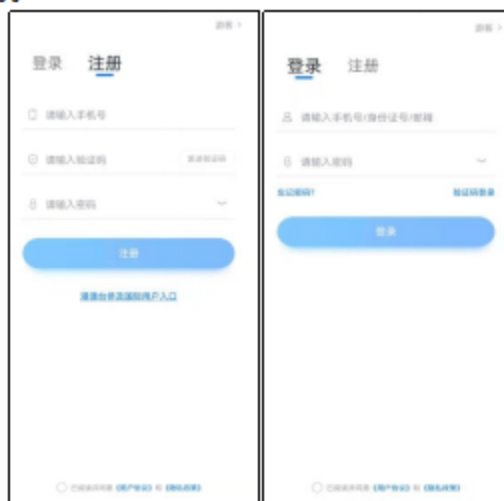 游客 >
登录 注册
请输入手机号
请输入验证码 发送验证码
请输入密码
注册
港澳台侨及国际用户入口
已阅读并同意《用户协议》和《隐私政策》
游客 >
登录 注册
请输入手机号/身份证号/邮箱
请输入密码
忘记密码? 验证码登录
登录
已阅读并同意《用户协议》和《隐私政策》